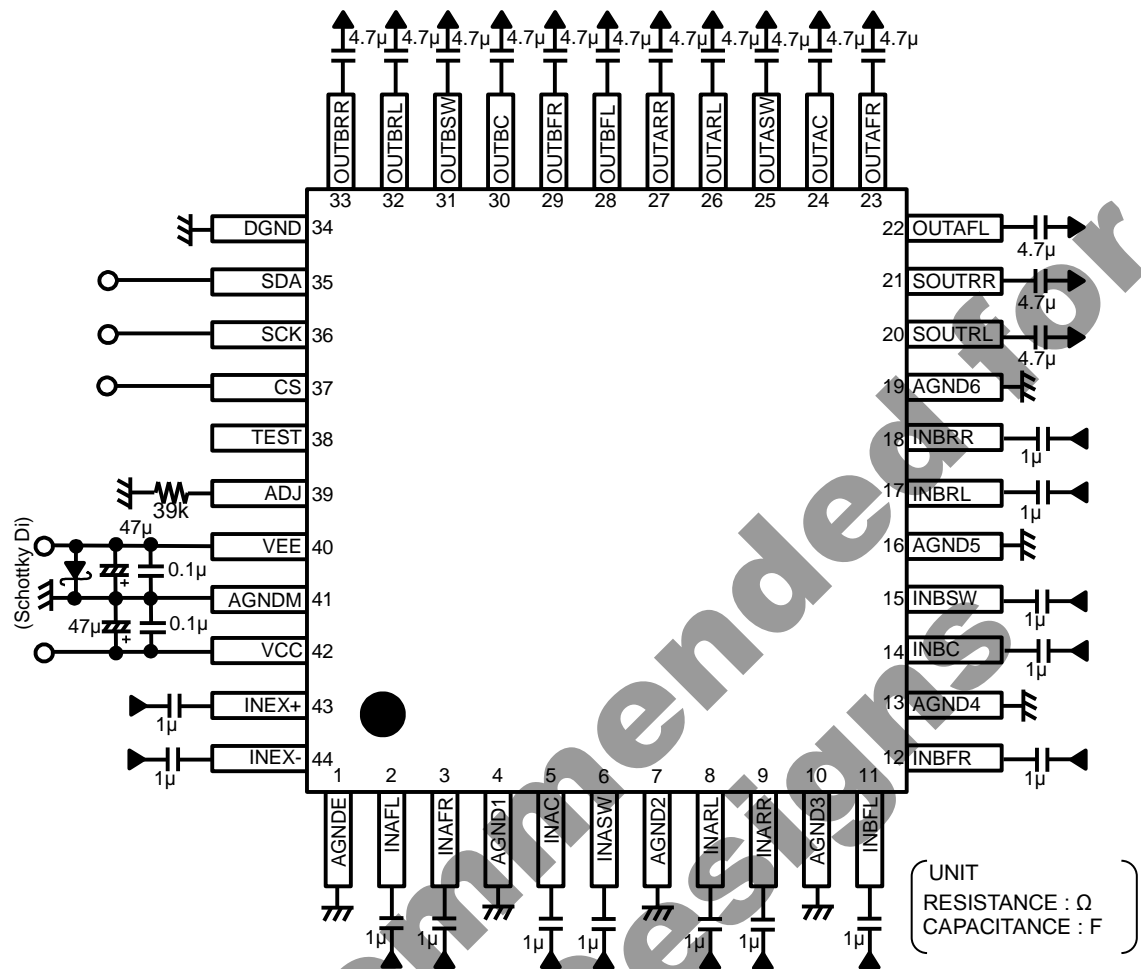 4.7µ 4.7µ 4.7µ 4.7µ 4.7µ 4.7µ 4.7µ 4.7µ 4.7µ 4.7µ 4.7µ
OUTBRR OUTBRL OUTBSW OUTBC OUTBFR OUTBFL OUTARR OUTARL OUTASW OUTAC OUTAFR
33 32 31 30 29 28 27 26 25 24 23
DGND 34
SDA 35
SCK 36
CS 37
TEST 38
ADJ 39
39k
47µ
VEE 40
(Schottky Di)
+
0.1µ
AGNDM 41
47µ
+
0.1µ
VCC 42
INEX+ 43
1µ
INEX- 44
1µ
22 OUTAFL
4.7µ
21 SOUTRR
4.7µ
20 SOUTRL
4.7µ
19 AGND6
18 INBRR
1µ
17 INBRL
1µ
16 AGND5
15 INBSW
1µ
14 INBC
1µ
13 AGND4
12 INBFR
1µ
1 2 3 4 5 6 7 8 9 10 11
AGNDE INAFL INAFR AGND1 INAC INASW AGND2 INARL INARR AGND3 INBFL
1µ 1µ 1µ 1µ 1µ 1µ 1µ
UNIT
RESISTANCE : Ω
CAPACITANCE : F
ommended for
esigns